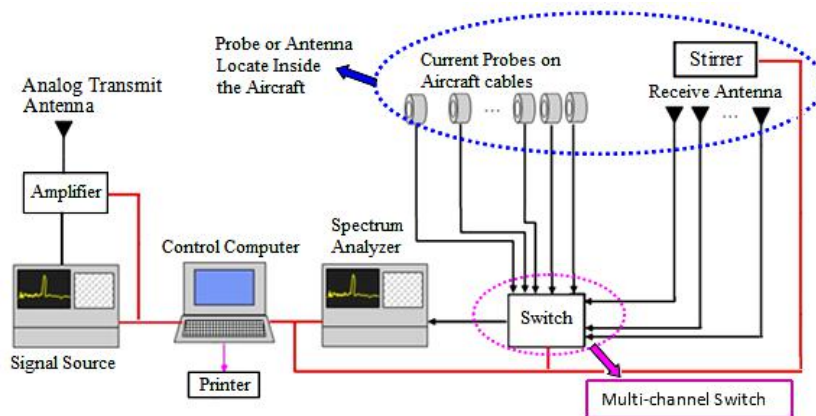 Probe or Antenna
Locate Inside
the Aircraft
Current Probes on
Aircraft cables
...
Stirrer
Receive Antenna
...
Analog Transmit
Antenna
Amplifier
Control Computer
Spectrum
Analyzer
Switch
Signal Source
Printer
Multi-channel Switch